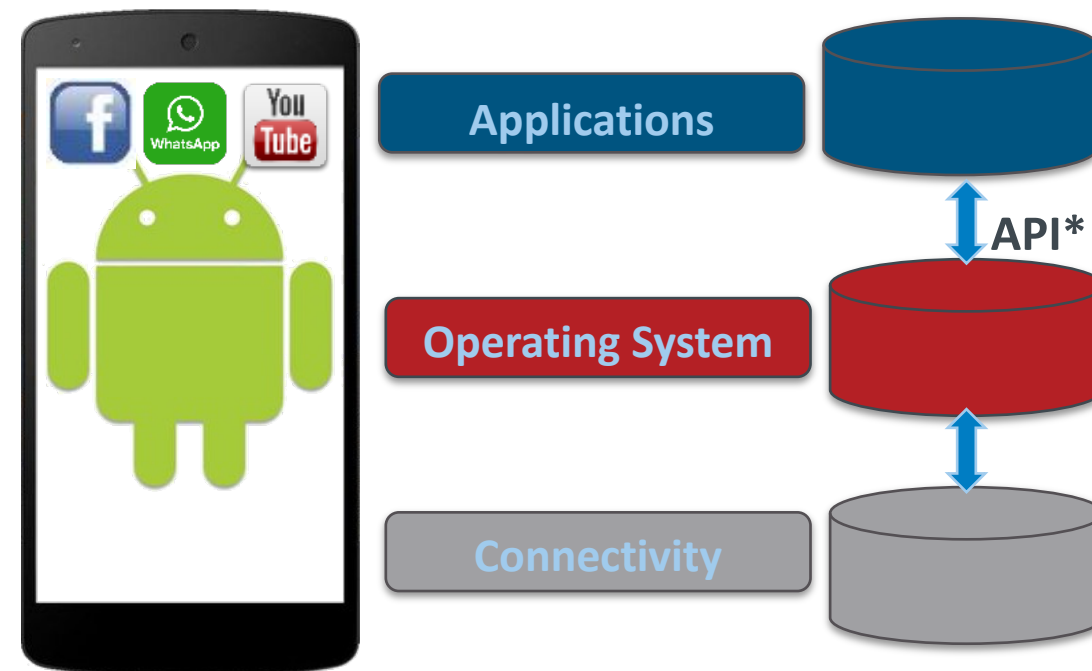 f
WhatsApp
You
Tube
Applications
API*
Operating System
Connectivity